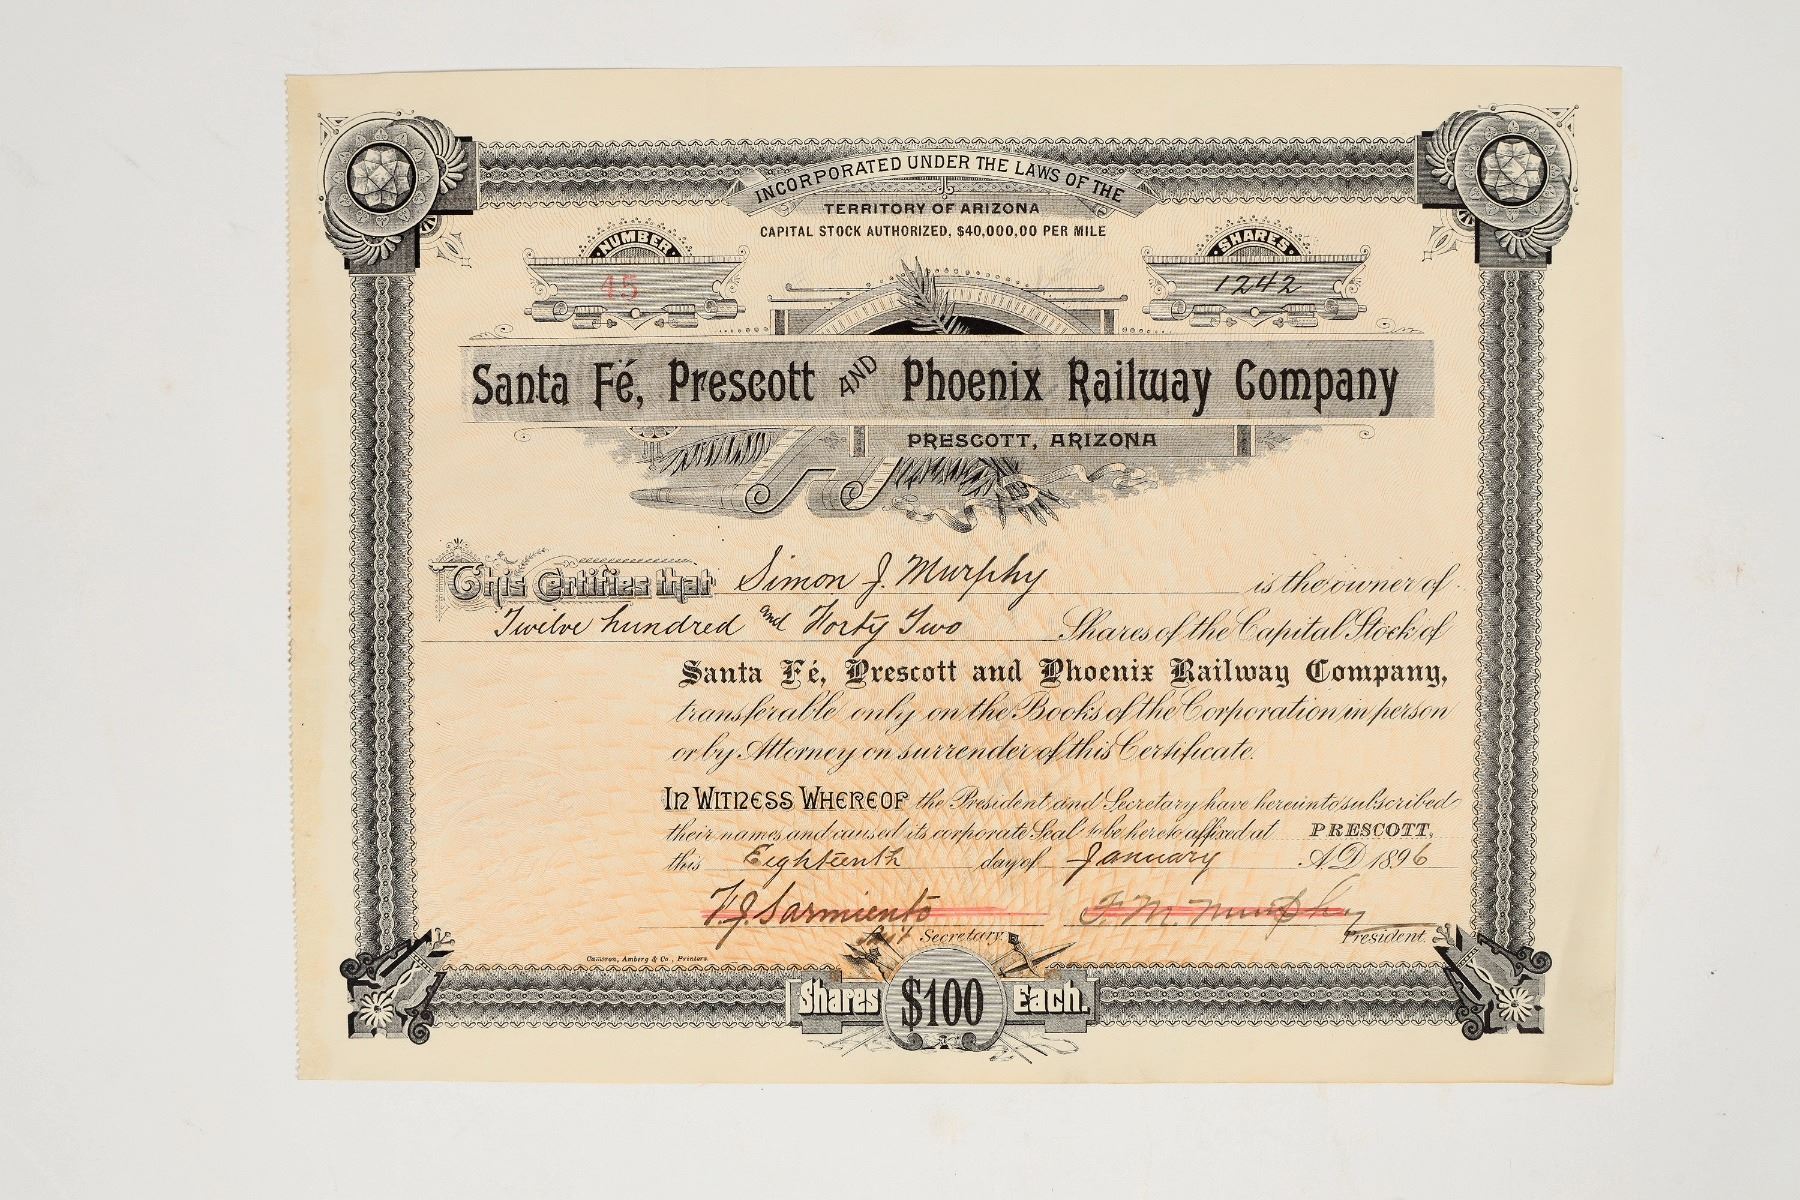 INCORPORATED UNDER THE LAWS OF THE
TERRITORY OF ARIZONA
CAPITAL STOCK AUTHORIZED, $40,000,00 PER MILE
NUMBER
45
SHARES
1242
Santa Fé, Prescott AND Phoenix Railway Company
PRESCOTT, ARIZONA
This Certifies that Simon J. Murphy is the owner of
Twelve hundred and Forty Two Shares of the Capital Stock of
Santa Fé, Prescott and Phoenix Railway Company,
transferable only on the Books of the Corporation in person
or by Attorney on surrender of this Certificate.
In Witness Whereof the President and Secretary have hereunto subscribed
their names and caused its corporate Seal to be hereto affixed at PRESCOTT,
this Eighteenth day of January A.D. 1896
F. J. Sarmiento F. M. Murphy
Secretary. President.
Cameron, Amberg & Co., Printers
Shares $100 Each.